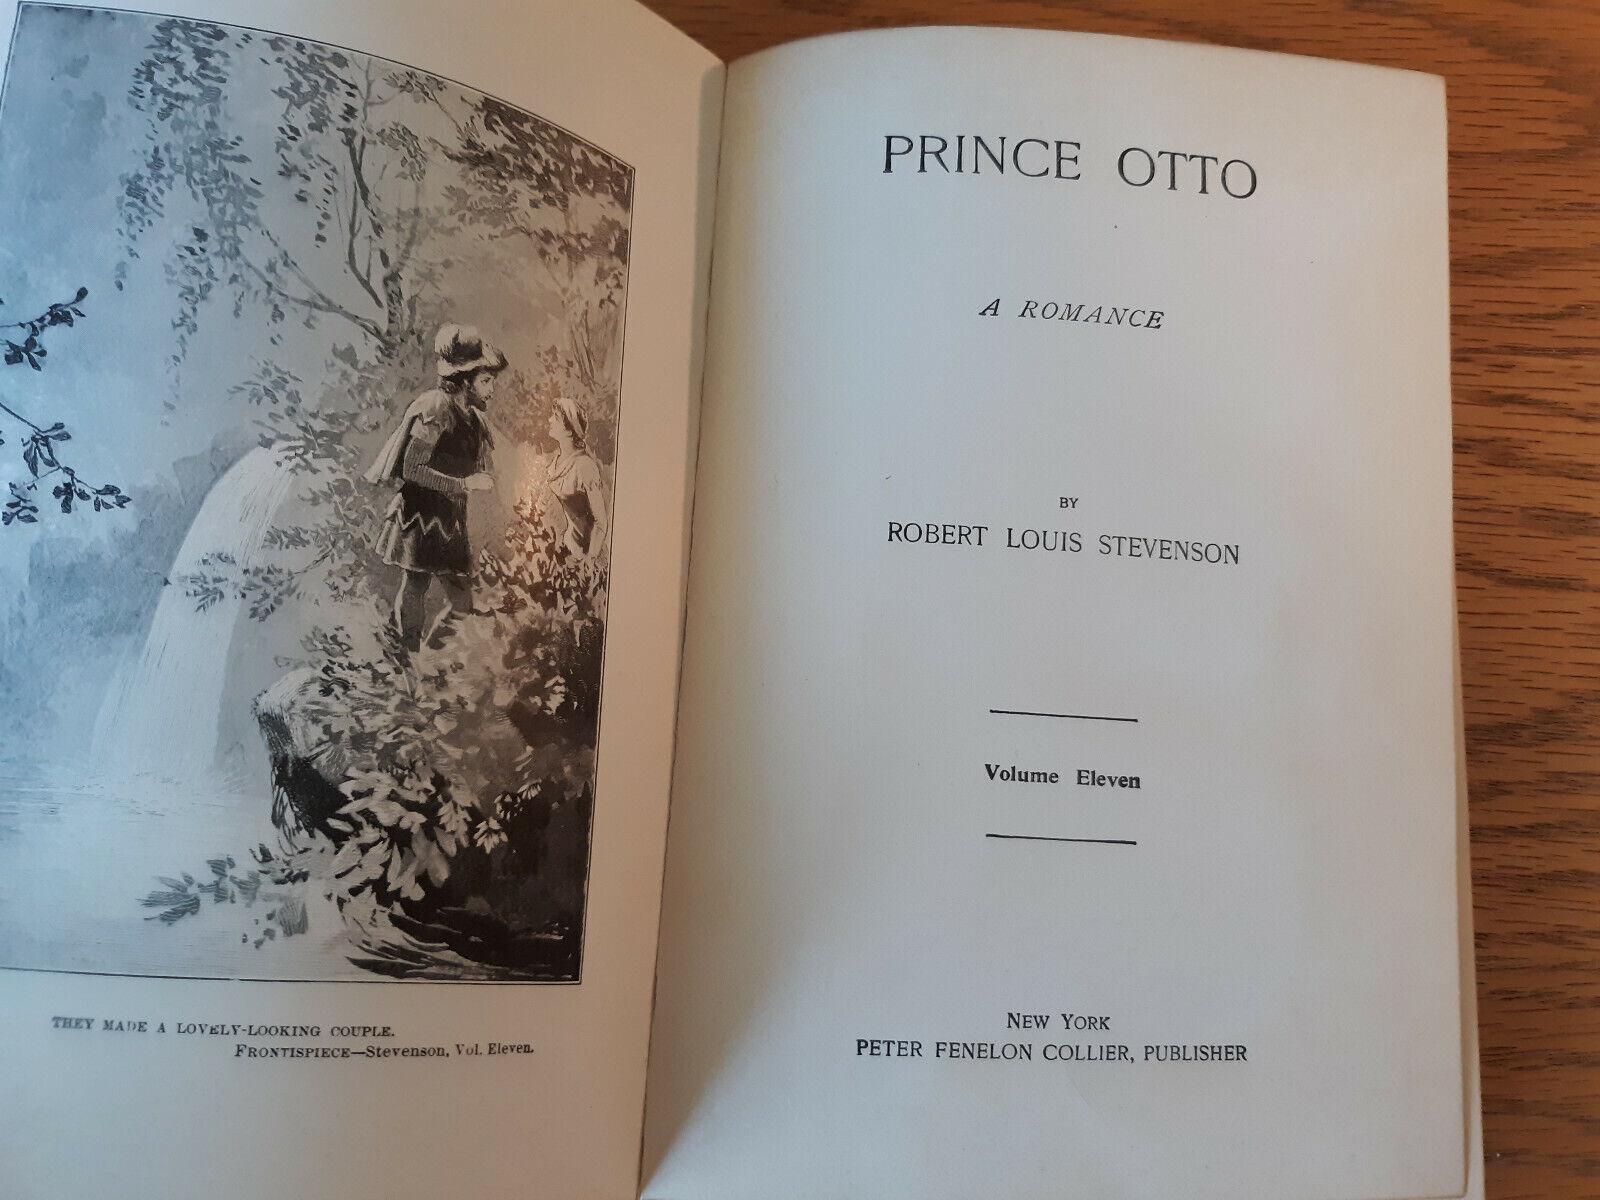 THEY MADE A LOVELY-LOOKING COUPLE.
FRONTISPIECE—Stevenson, Vol. Eleven.
PRINCE OTTO
A ROMANCE
BY
ROBERT LOUIS STEVENSON
Volume Eleven
NEW YORK
PETER FENELON COLLIER, PUBLISHER